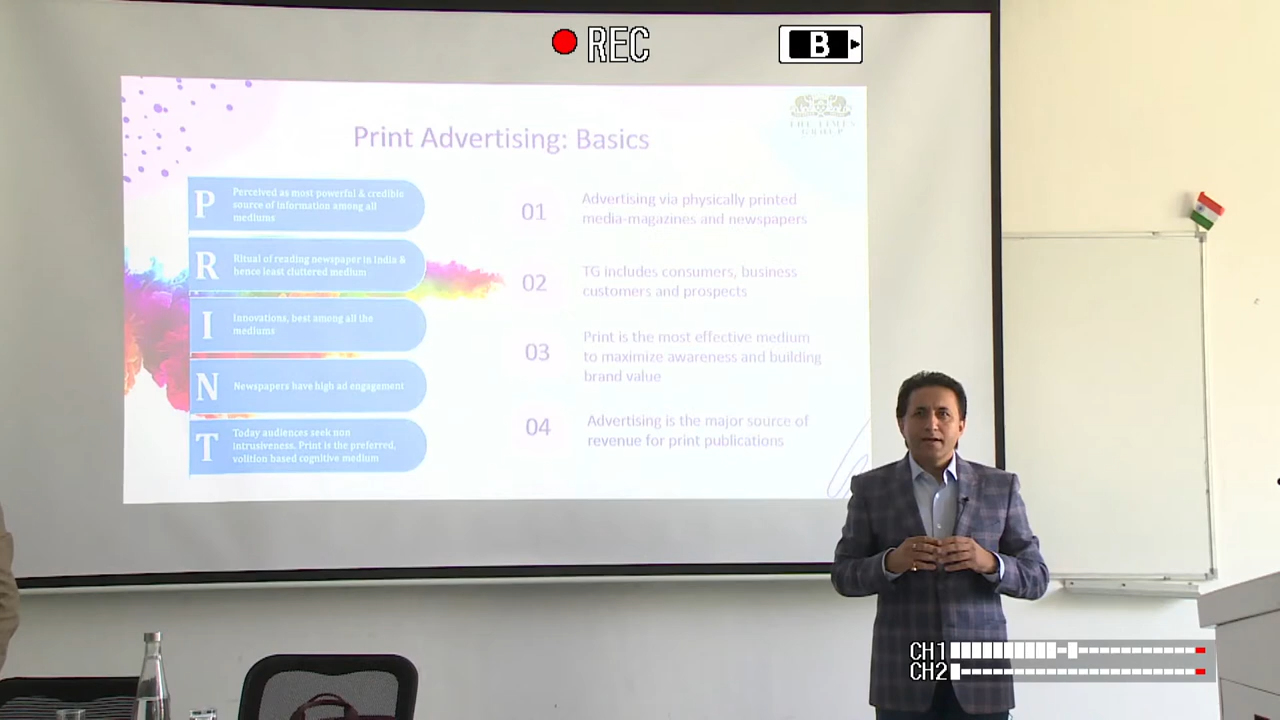 REC
B
THE TIMES
GROUP
Print Advertising: Basics
P
Perceived as most powerful & credible
source of information among all
mediums
R
Ritual of reading newspaper in India &
hence least cluttered medium
I
Innovations, best among all the
mediums
N
Newspapers have high ad engagement
T
Today audiences seek non
intrusiveness. Print is the preferred,
volition based cognitive medium
01
Advertising via physically printed
media-magazines and newspapers
02
TG includes consumers, business
customers and prospects
03
Print is the most effective medium
to maximize awareness and building
brand value
04
Advertising is the major source of
revenue for print publications
CH1
CH2